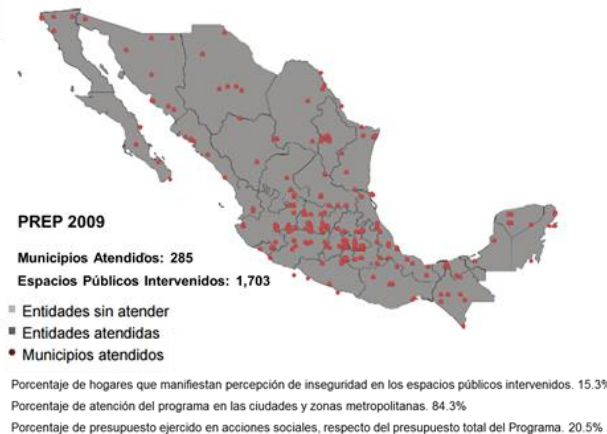 PREP 2009
Municipios Atendidos: 285
Espacios Públicos Intervenidos: 1,703
Entidades sin atender
Entidades atendidas
Municipios atendidos
Porcentaje de hogares que manifiestan percepción de inseguridad en los espacios públicos intervenidos. 15.3%
Porcentaje de atención del programa en las ciudades y zonas metropolitanas. 84.3%
Porcentaje de presupuesto ejercido en acciones sociales, respecto del presupuesto total del Programa. 20.5%